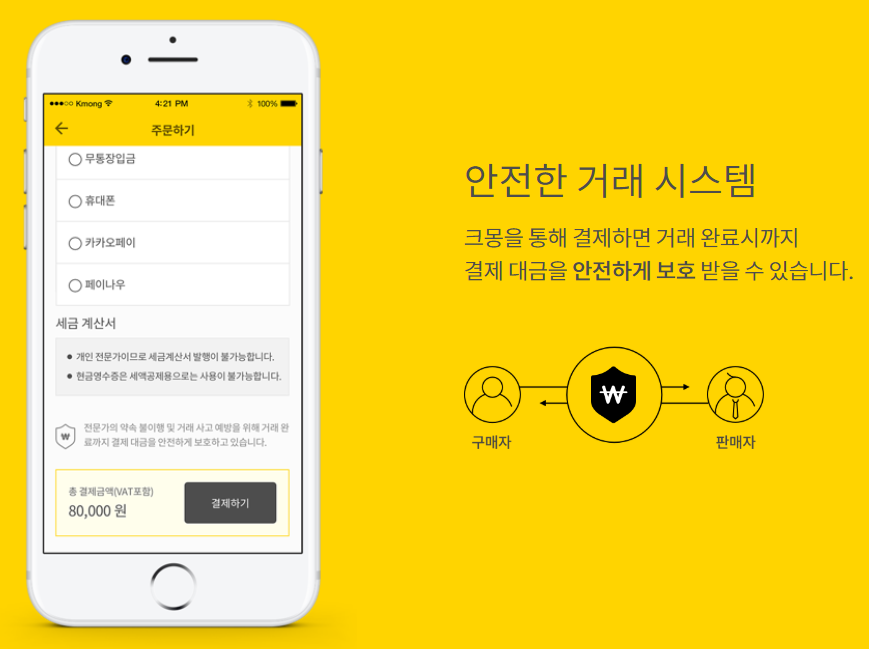 Kmong 4:21 PM 100%
주문하기
무통장입금
휴대폰
카카오페이
페이나우
세금 계산서
● 개인 전문가이므로 세금계산서 발행이 불가능합니다.
● 현금영수증은 세액공제용으로는 사용이 불가능합니다.
₩
전문가의 약속 불이행 및 거래 사고 예방을 위해 거래 완
료까지 결제 대금을 안전하게 보호하고 있습니다.
총 결제금액(VAT포함)
80,000 원
결제하기
안전한 거래 시스템
크몽을 통해 결제하면 거래 완료시까지
결제 대금을 안전하게 보호 받을 수 있습니다.
₩
구매자
판매자